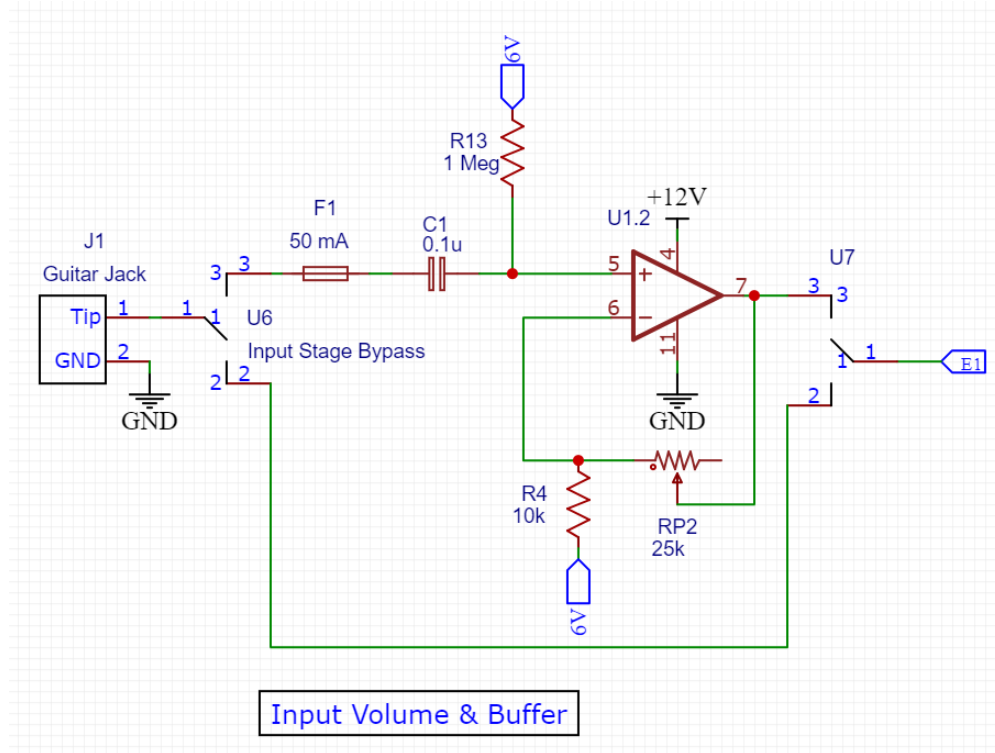 6V
R13
1 Meg
+12V
F1
50 mA
C1
0.1u
U1.2
4
J1
Guitar Jack
Tip
GND
1
2
GND
1
1
3
3
U6
Input Stage Bypass
2
2
5
+
6
−
7
11
GND
U7
3
3
1
1
2
E1
R4
10k
6V
RP2
25k
Input Volume & Buffer